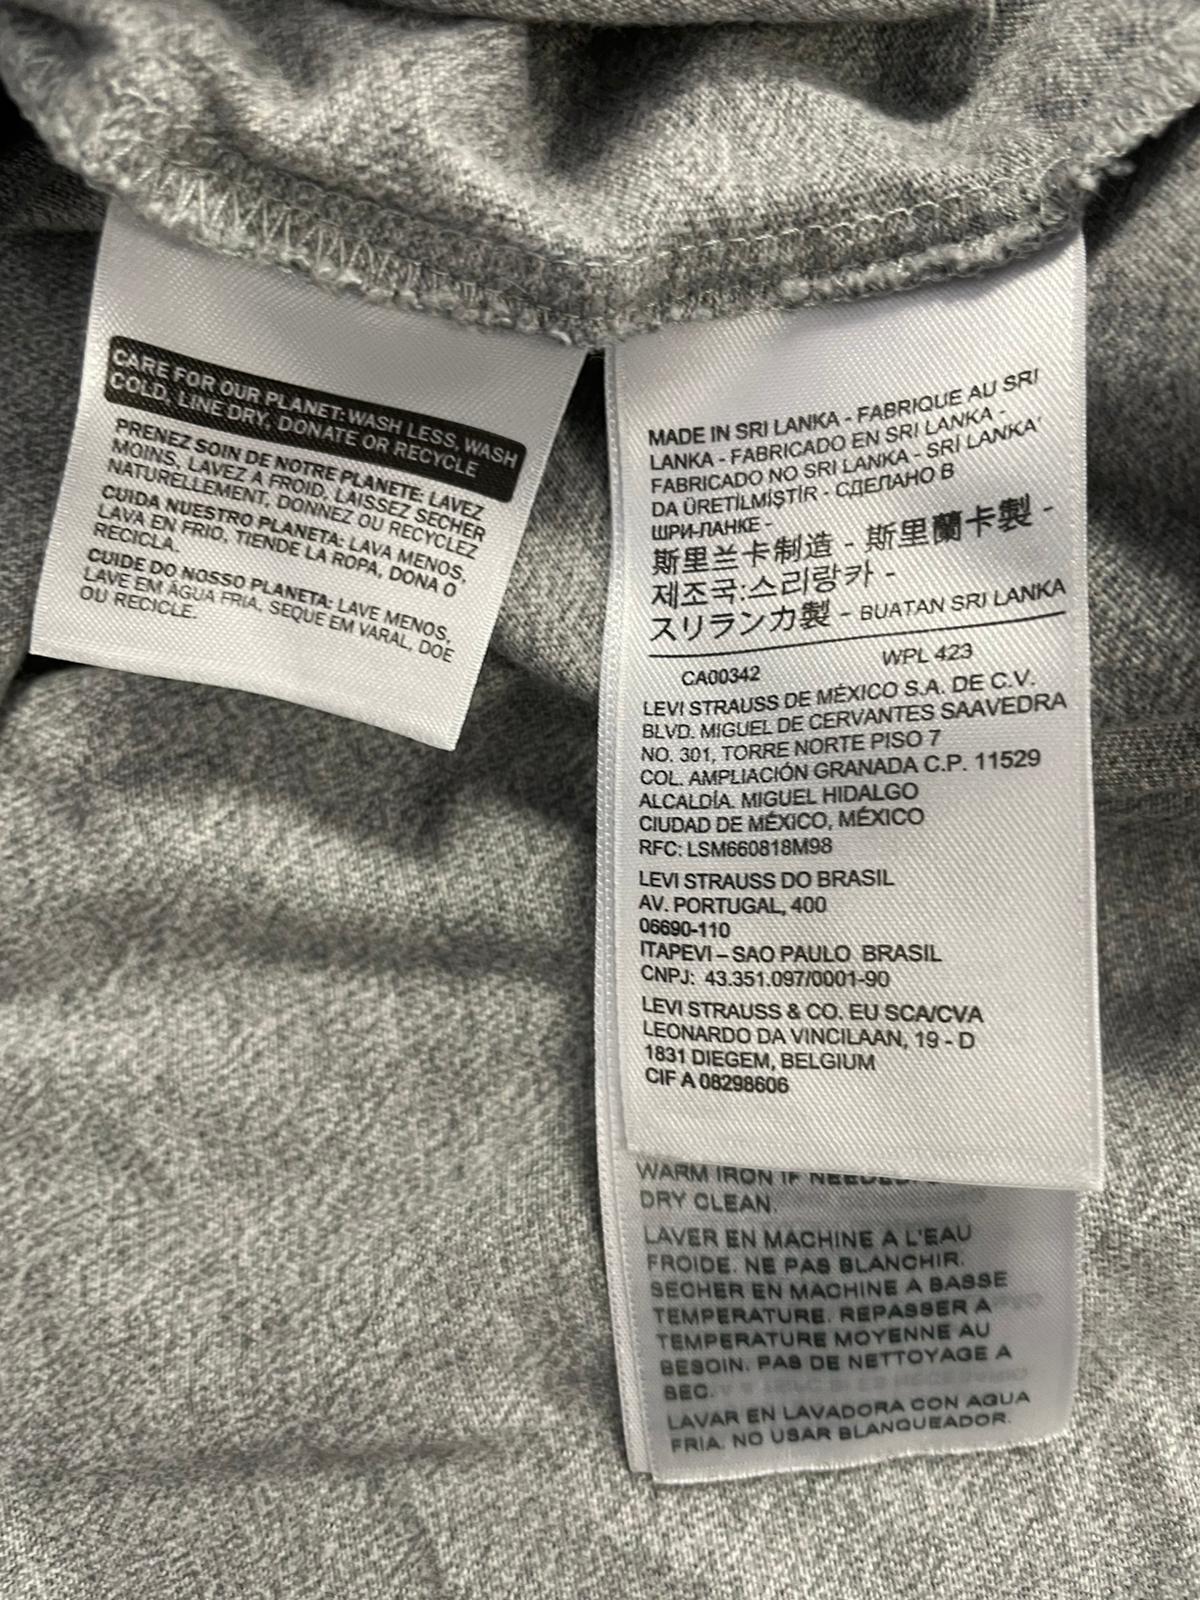 CARE FOR OUR PLANET: WASH LESS, WASH
COLD, LINE DRY, DONATE OR RECYCLE
PRENEZ SOIN DE NOTRE PLANETE: LAVEZ
MOINS, LAVEZ À FROID, LAISSEZ SÉCHER
NATURELLEMENT, DONNEZ OU RECYCLEZ
CUIDA NUESTRO PLANETA: LAVA MENOS,
LAVA EN FRIO, TIENDE LA ROPA, DONA O
RECICLA.
CUIDE DO NOSSO PLANETA: LAVE MENOS,
LAVE EM ÁGUA FRIA, SEQUE EM VARAL, DOE
OU RECICLE.
MADE IN SRI LANKA - FABRIQUE AU SRI
LANKA - FABRICADO EN SRI LANKA -
FABRICADO NO SRI LANKA - SRİ LANKA'
DA ÜRETİLMİŞTİR - СДЕЛАНО В
ШРИ-ЛАНКЕ -
斯里兰卡制造 - 斯里蘭卡製 -
제조국:스리랑카 -
スリランカ製 - BUATAN SRI LANKA
CA00342 WPL 423
LEVI STRAUSS DE MÉXICO S.A. DE C.V.
BLVD. MIGUEL DE CERVANTES SAAVEDRA
NO. 301, TORRE NORTE PISO 7
COL. AMPLIACIÓN GRANADA C.P. 11529
ALCALDÍA. MIGUEL HIDALGO
CIUDAD DE MÉXICO, MÉXICO
RFC: LSM660818M98
LEVI STRAUSS DO BRASIL
AV. PORTUGAL, 400
06690-110
ITAPEVI – SAO PAULO BRASIL
CNPJ: 43.351.097/0001-90
LEVI STRAUSS & CO. EU SCA/CVA
LEONARDO DA VINCILAAN, 19 - D
1831 DIEGEM, BELGIUM
CIF A 08298606
WARM IRON IF NEEDED.
DRY CLEAN.
LAVER EN MACHINE A L'EAU
FROIDE. NE PAS BLANCHIR.
SECHER EN MACHINE A BASSE
TEMPERATURE. REPASSER A
TEMPERATURE MOYENNE AU
BESOIN. PAS DE NETTOYAGE A
SEC.
LAVAR EN LAVADORA CON AGUA
FRIA. NO USAR BLANQUEADOR.